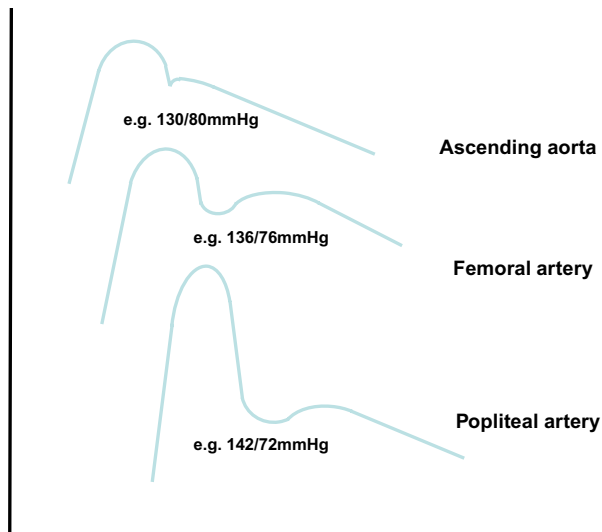 e.g. 130/80mmHg
Ascending aorta
e.g. 136/76mmHg
Femoral artery
Popliteal artery
e.g. 142/72mmHg